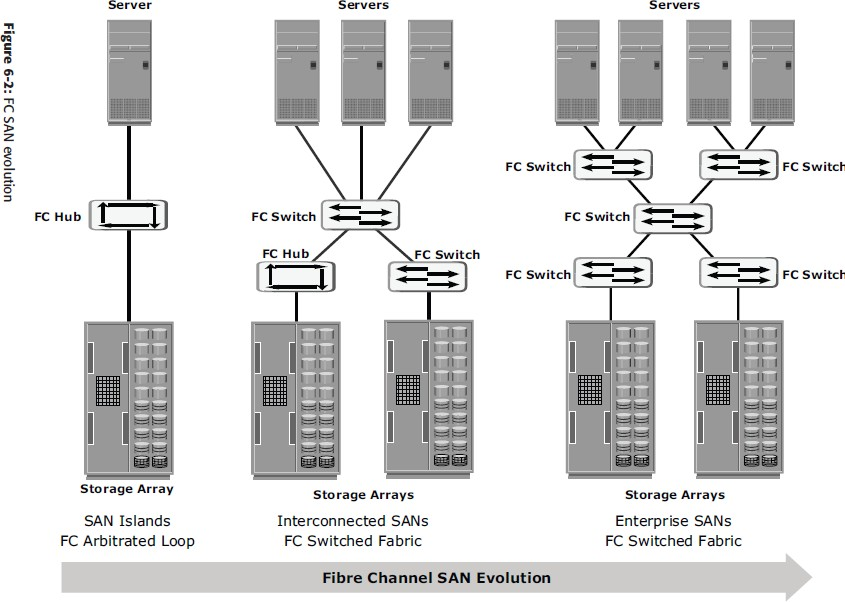 Figure 6-2: FC SAN evolution
Server
Servers
Servers
FC Switch
FC Switch
FC Hub
FC Switch
FC Switch
FC Hub
FC Switch
FC Switch
FC Switch
Storage Array
Storage Arrays
Storage Arrays
SAN Islands
FC Arbitrated Loop
Interconnected SANs
FC Switched Fabric
Enterprise SANs
FC Switched Fabric
Fibre Channel SAN Evolution